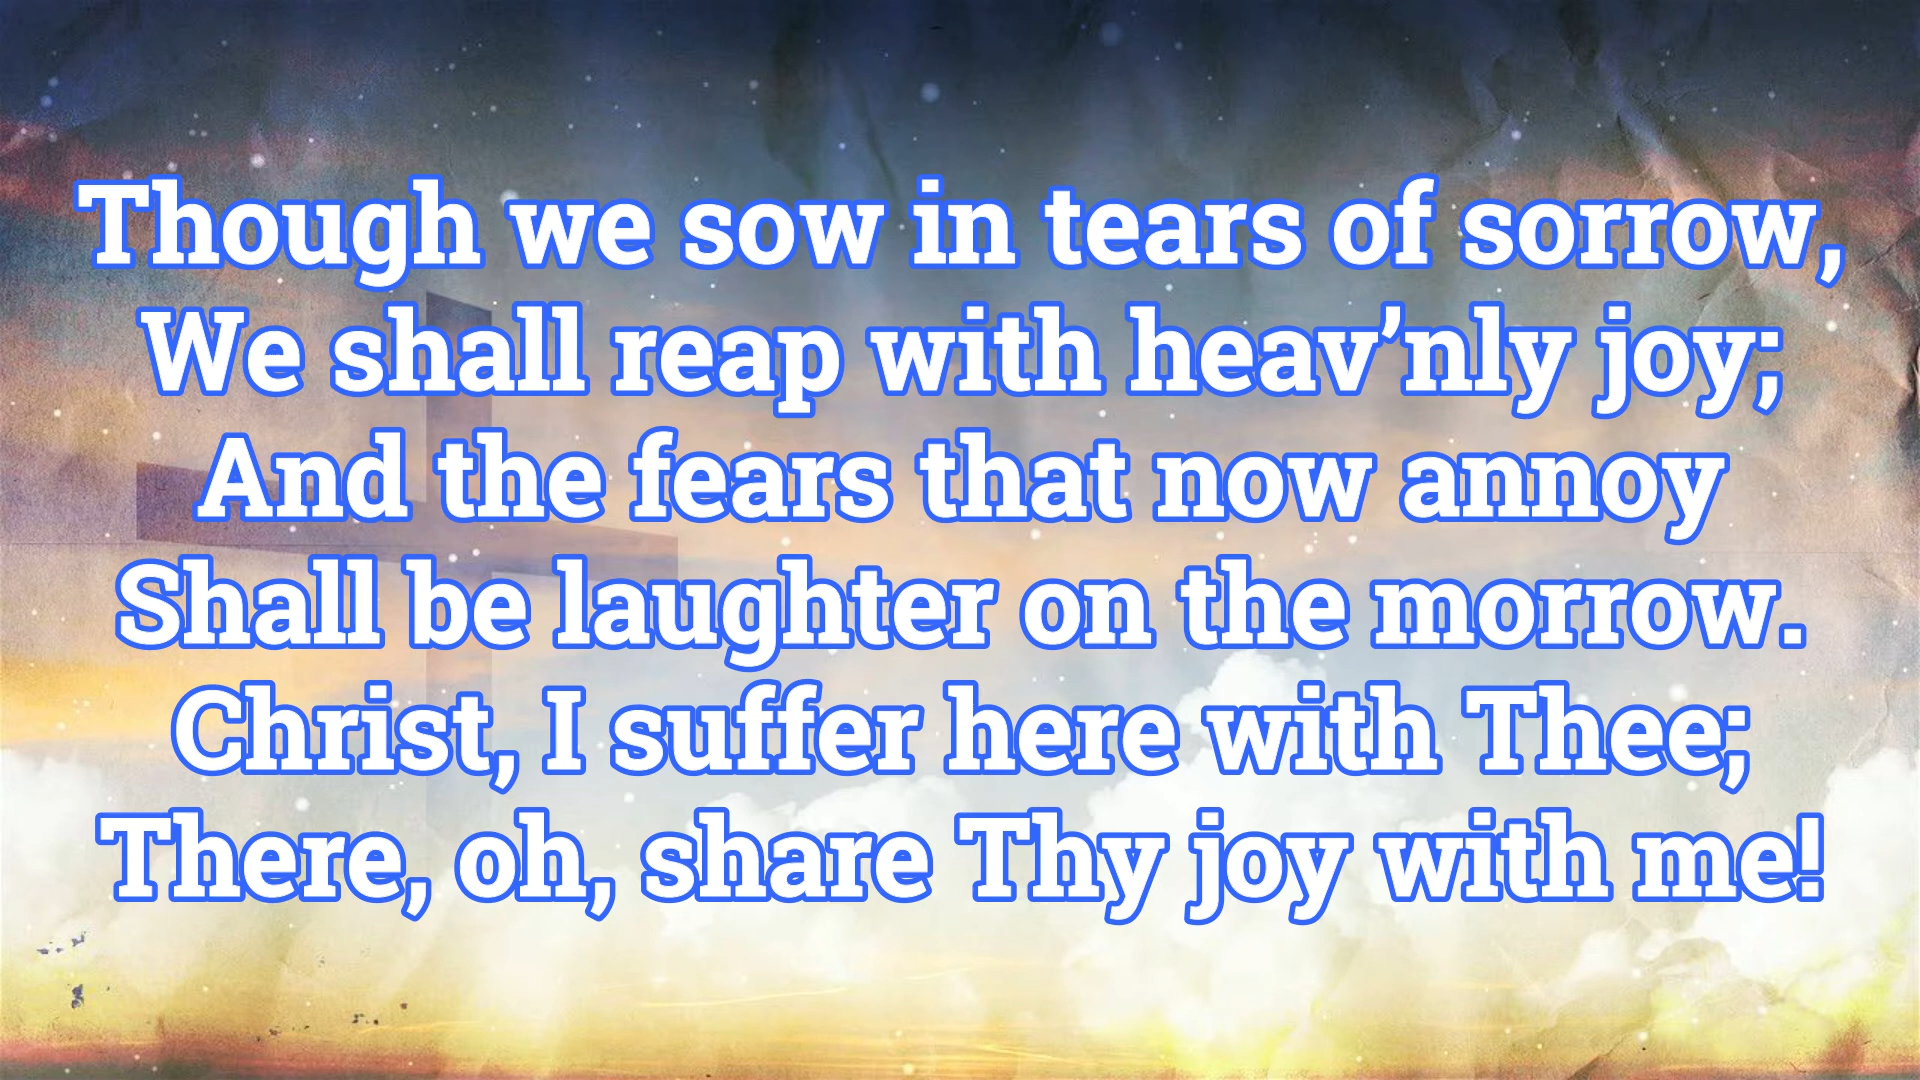 Though we sow in tears of sorrow,
We shall reap with heav’nly joy;
And the fears that now annoy
Shall be laughter on the morrow.
Christ, I suffer here with Thee;
There, oh, share Thy joy with me!